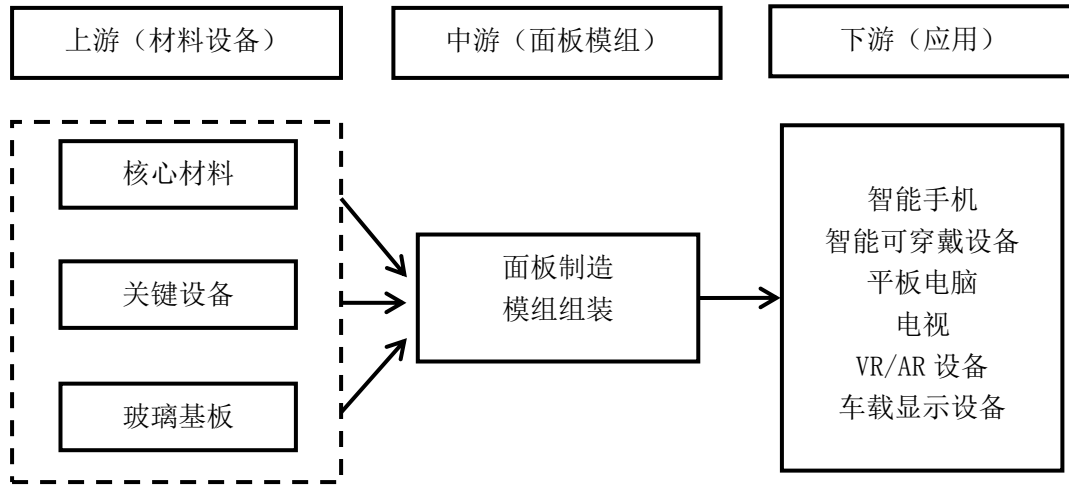 上游（材料设备）
中游（面板模组）
下游（应用）
核心材料
关键设备
玻璃基板
面板制造
模组组装
智能手机
智能可穿戴设备
平板电脑
电视
VR/AR 设备
车载显示设备